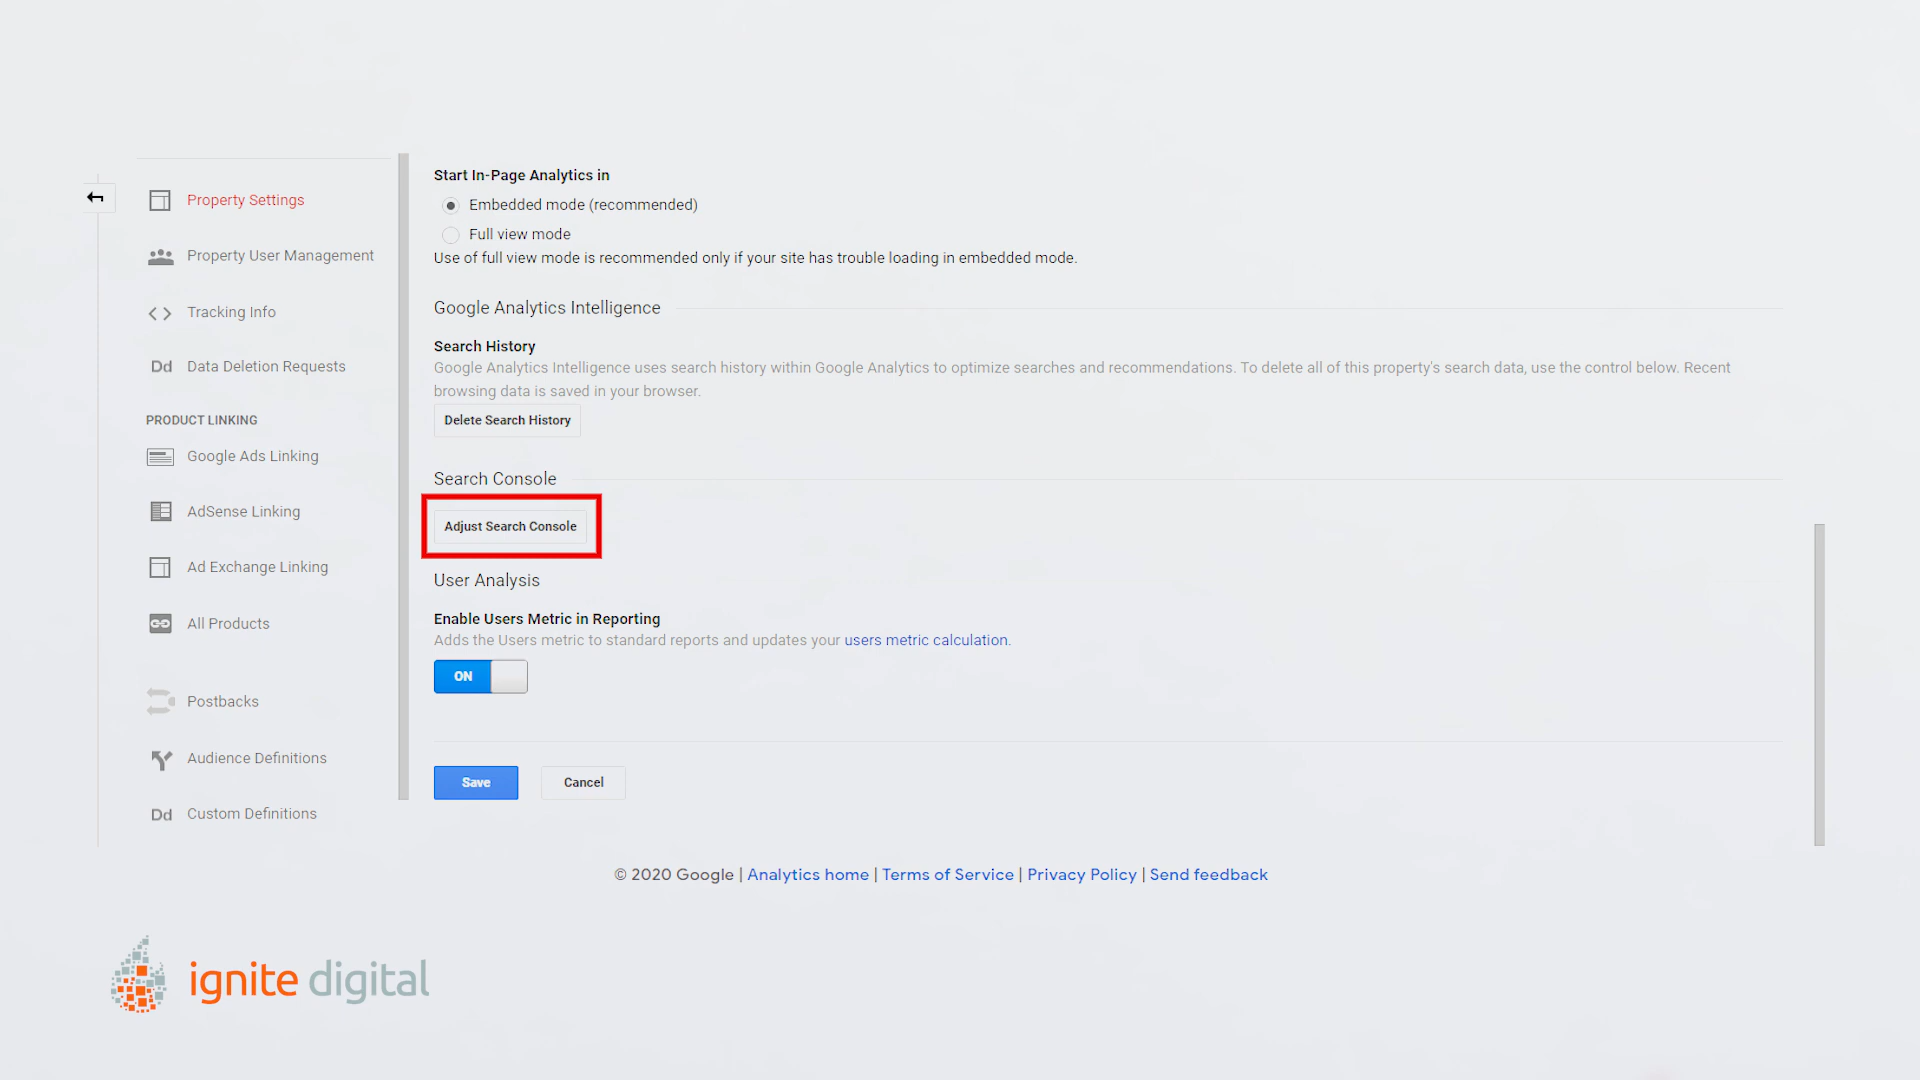 Property Settings
Property User Management
Tracking Info
Dd Data Deletion Requests
PRODUCT LINKING
Google Ads Linking
AdSense Linking
Ad Exchange Linking
All Products
Postbacks
Audience Definitions
Dd Custom Definitions
Start In-Page Analytics in
Embedded mode (recommended)
Full view mode
Use of full view mode is recommended only if your site has trouble loading in embedded mode.
Google Analytics Intelligence
Search History
Google Analytics Intelligence uses search history within Google Analytics to optimize searches and recommendations. To delete all of this property's search data, use the control below. Recent
browsing data is saved in your browser.
Delete Search History
Search Console
Adjust Search Console
User Analysis
Enable Users Metric in Reporting
Adds the Users metric to standard reports and updates your users metric calculation.
ON
Save Cancel
© 2020 Google | Analytics home | Terms of Service | Privacy Policy | Send feedback
ignite digital